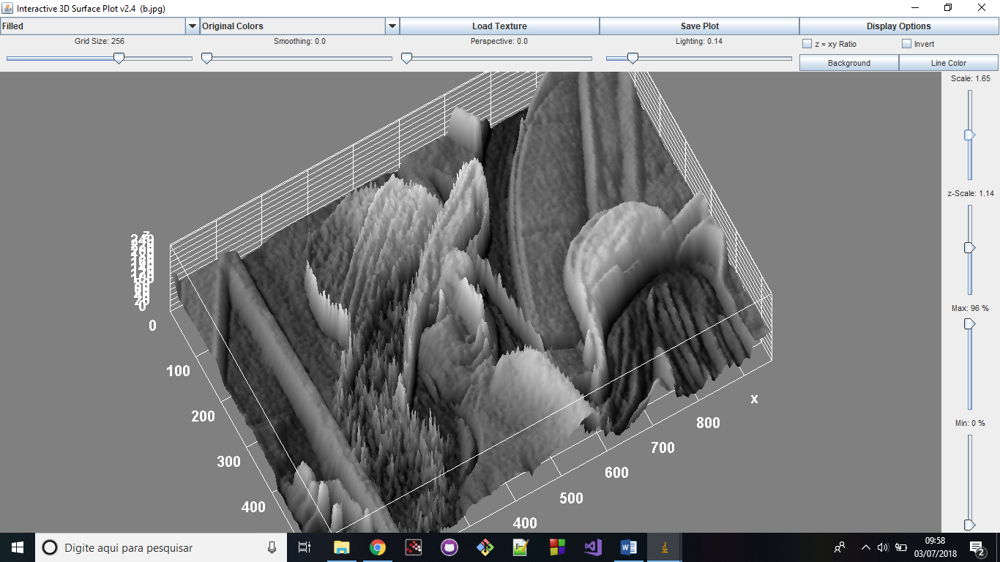 Interactive 3D Surface Plot v2.4 (b.jpg)
Filled
Original Colors
Load Texture
Save Plot
Display Options
Grid Size: 256
Smoothing: 0.0
Perspective: 0.0
Lighting: 0.14
z = xy Ratio
Invert
Background
Line Color
Scale: 1.65
z-Scale: 1.14
Max: 96 %
Min: 0 %
z
240
20
0
0
100
200
300
400
400
500
600
700
800
x
Digite aqui para pesquisar
09:58
03/07/2018
2